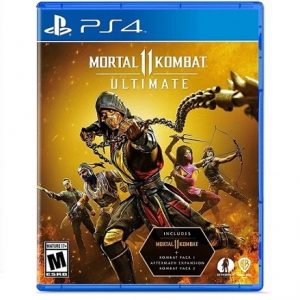 PS4
MORTAL KOMBAT 11
ULTIMATE
INCLUDES
MORTAL KOMBAT 11
+
KOMBAT PACK 1
AFTERMATH EXPANSION
KOMBAT PACK 2
MATURE 17+
M
ESRB